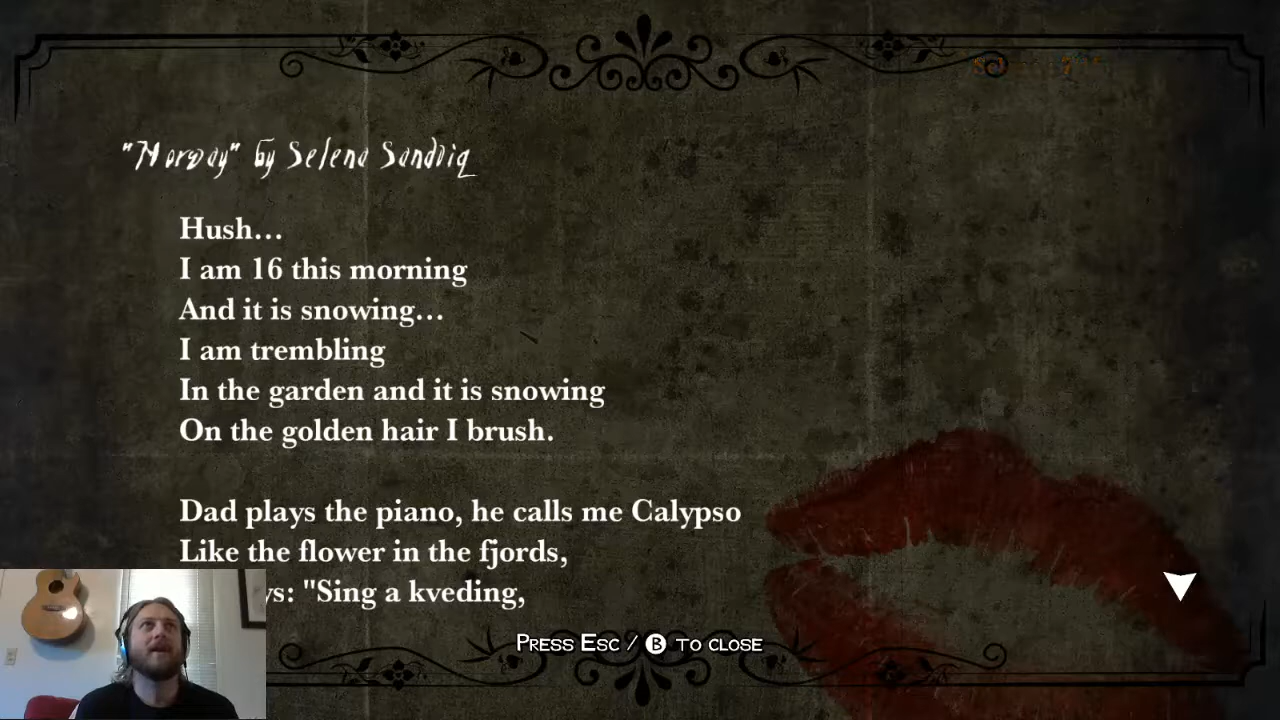 "Norway" by Selena Sandvig
Hush...
I am 16 this morning
And it is snowing...
I am trembling
In the garden and it is snowing
On the golden hair I brush.
Dad plays the piano, he calls me Calypso
Like the flower in the fjords,
: "Sing a kveding,
PRESS ESC / B TO CLOSE